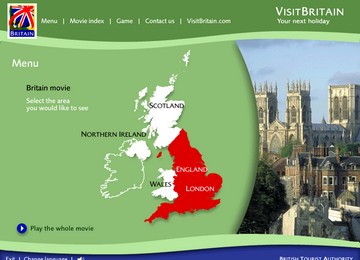 BRITAIN
Menu | Movie index | Game | Contact us | VisitBritain.com
VISITBRITAIN
Your next holiday
Menu
Britain movie
Select the area
you would like to see
SCOTLAND
NORTHERN IRELAND
ENGLAND
WALES
LONDON
Play the whole movie
Exit | Change language |
BRITISH TOURIST AUTHORITY